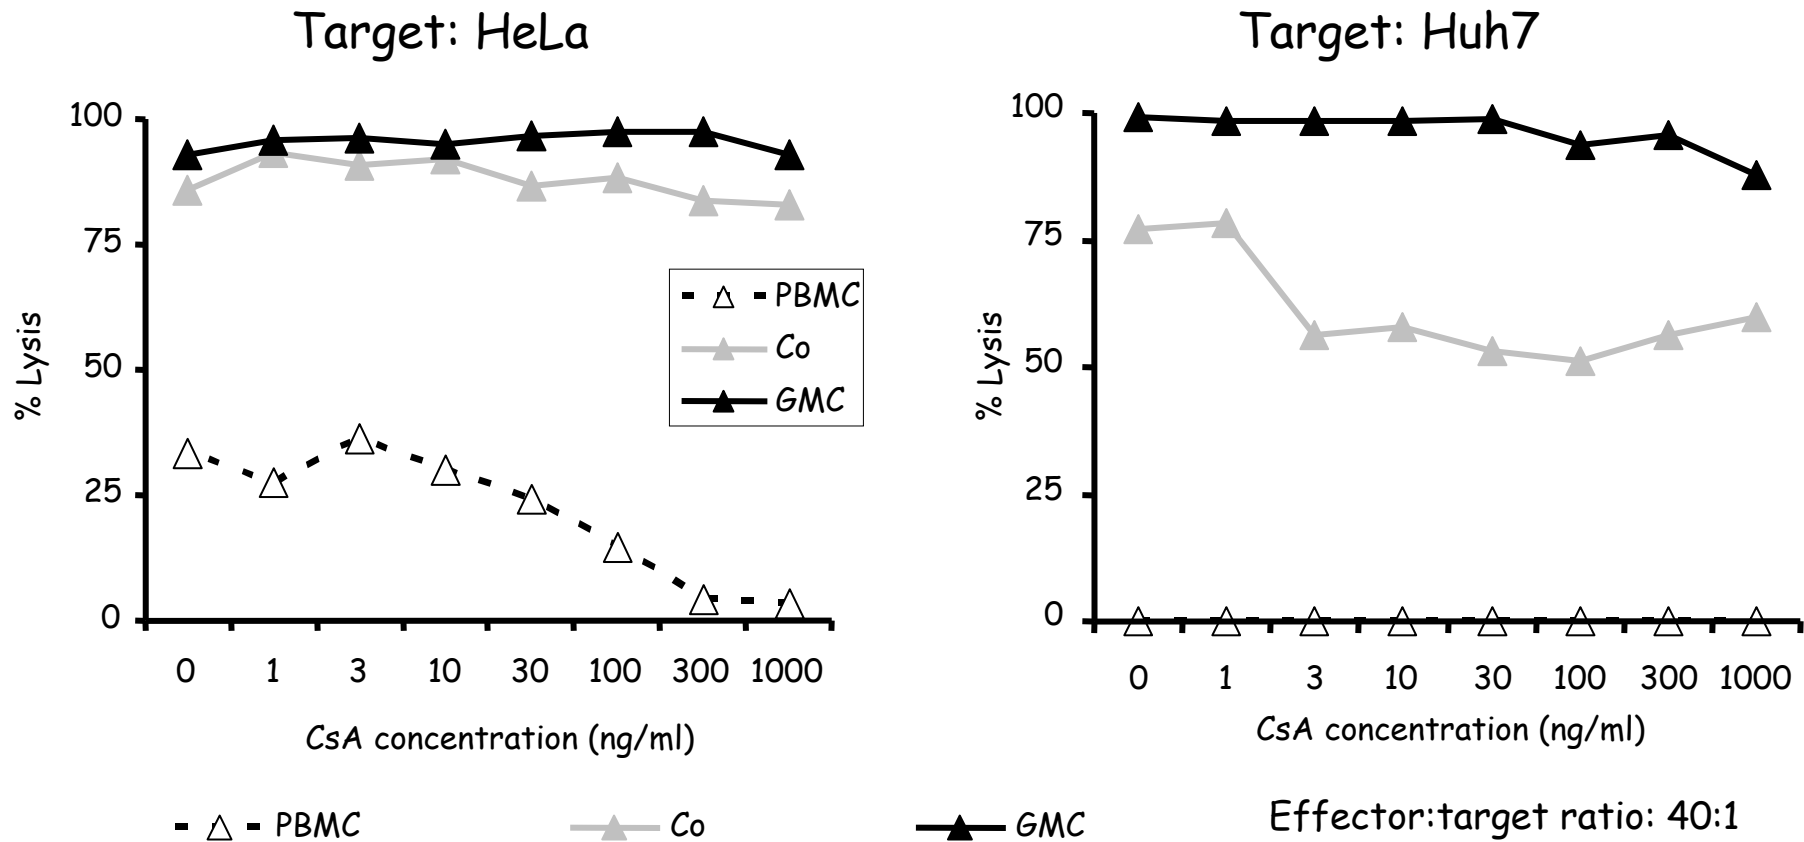 Target: HeLa
100
75
50
25
0
% Lysis
PBMC
Co
GMC
0 1 3 10 30 100 300 1000
CsA concentration (ng/ml)
Target: Huh7
100
75
50
25
0
% Lysis
0 1 3 10 30 100 300 1000
CsA concentration (ng/ml)
PBMC Co GMC
Effector:target ratio: 40:1